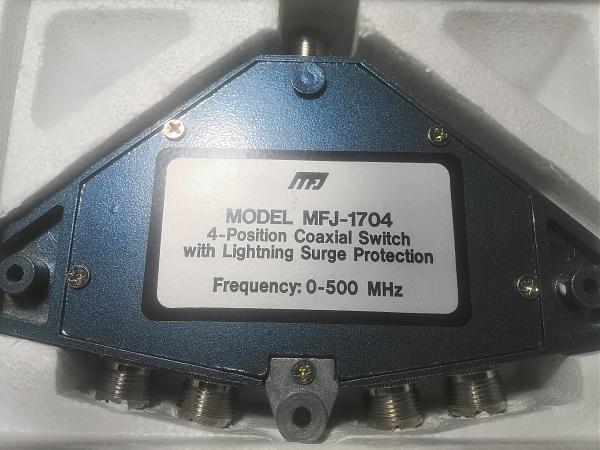 MFJ
MODEL MFJ-1704
4-Position Coaxial Switch
with Lightning Surge Protection
Frequency: 0-500 MHz